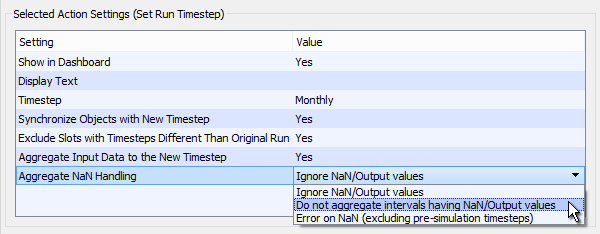 Selected Action Settings (Set Run Timestep)
Setting Value
Show in Dashboard Yes
Display Text
Timestep Monthly
Synchronize Objects with New Timestep Yes
Exclude Slots with Timesteps Different Than Original Run Yes
Aggregate Input Data to the New Timestep Yes
Aggregate NaN Handling Ignore NaN/Output values
Ignore NaN/Output values
Do not aggregate intervals having NaN/Output values
Error on NaN (excluding pre-simulation timesteps)